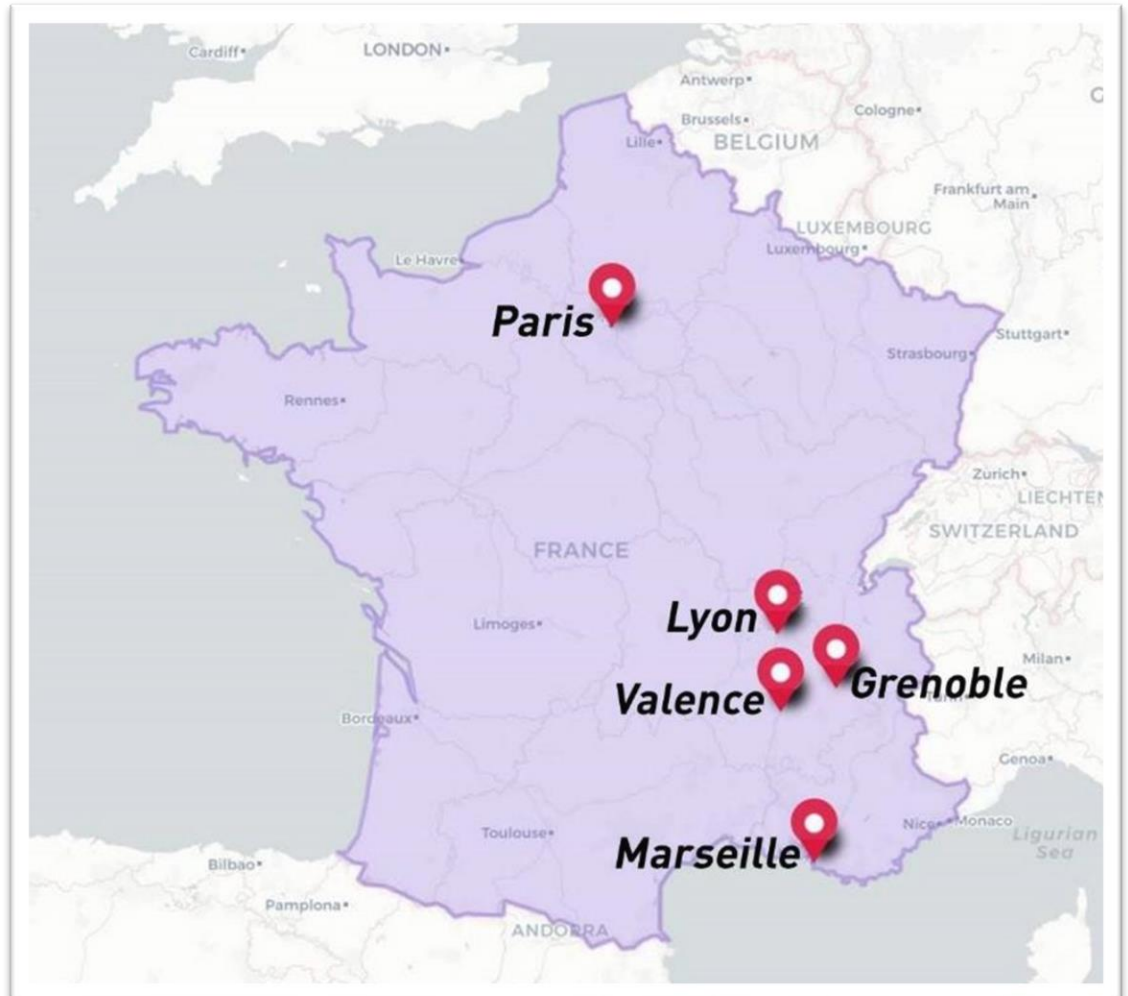 Cardiff
LONDON
Antwerp
Cologne
Brussels
BELGIUM
Lille
Frankfurt am
Main
LUXEMBOURG
Luxembourg
Le Havre
Paris
Stuttgart
Strasbourg
Rennes
Zurich
LIECHTEN
SWITZERLAND
FRANCE
Lyon
Limoges
Milan
Grenoble
Valence
Bordeaux
Genoa
Nice
Monaco
Toulouse
Ligurian
Sea
Marseille
Bilbao
Pamplona
ANDORRA